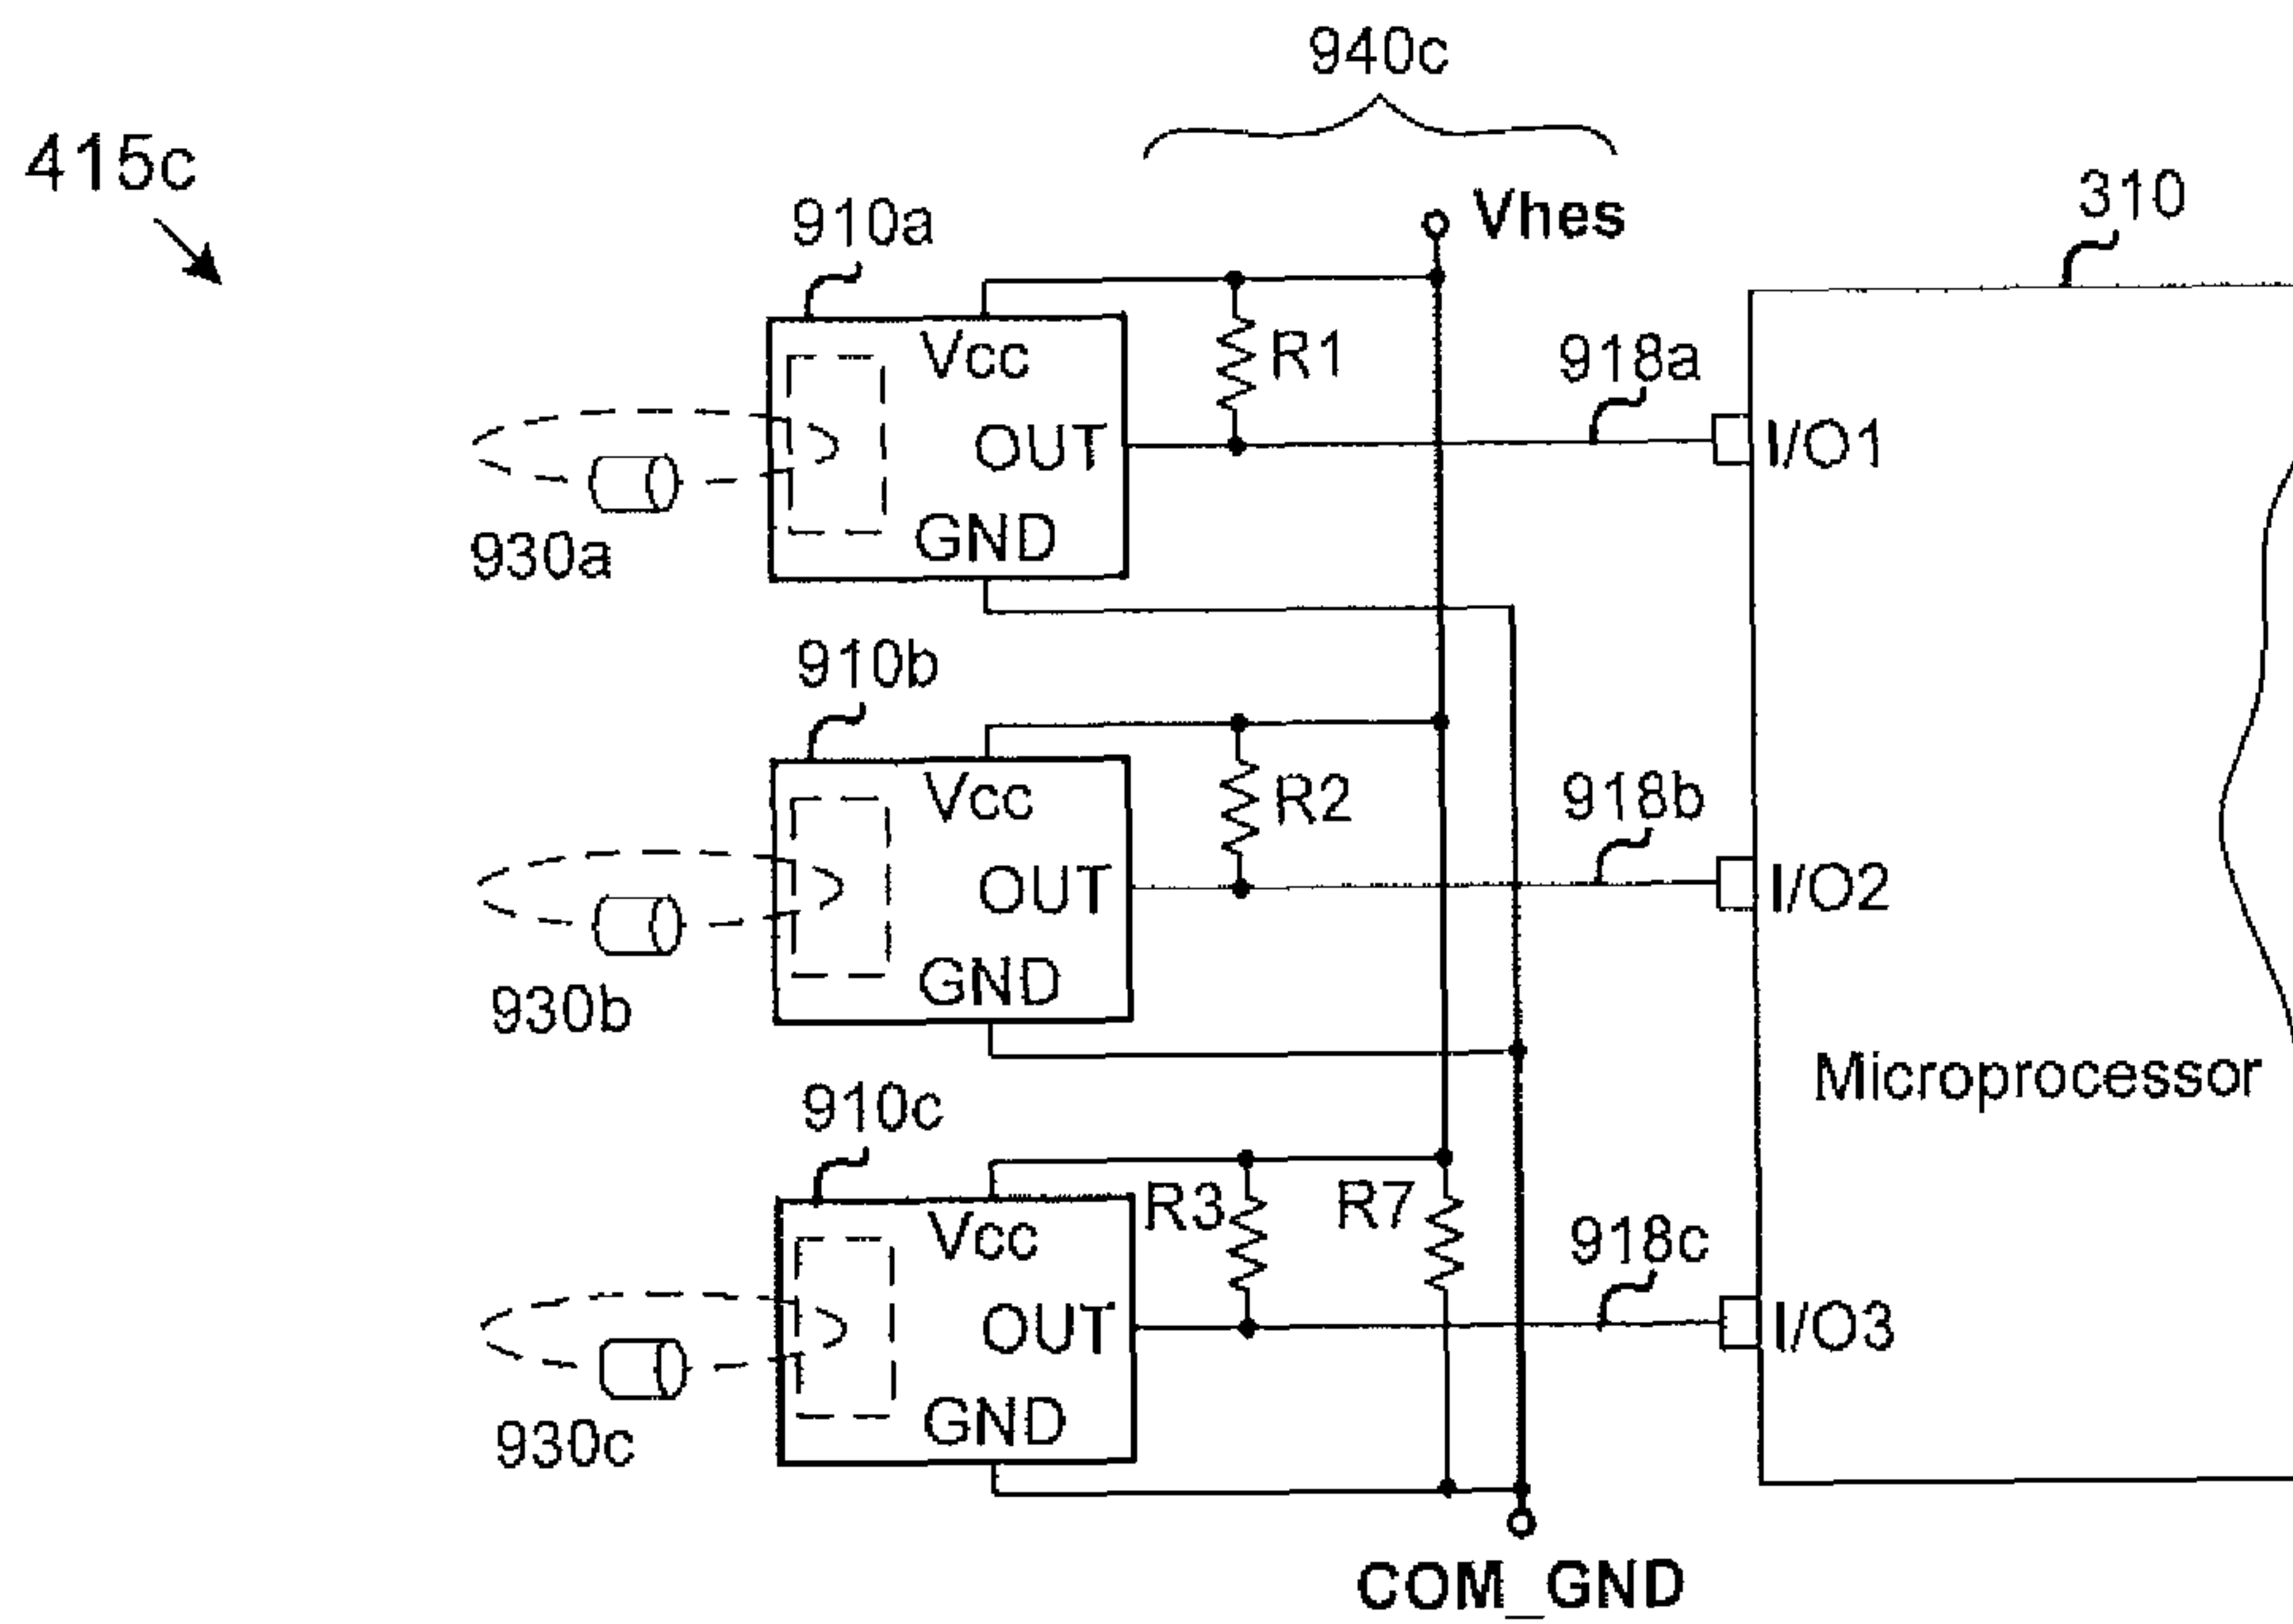 940c
415c
Vhes
310
910a
Vcc
R1
918a
OUT
I/O1
GND
930a
910b
Vcc
R2
918b
OUT
I/O2
GND
930b
Microprocessor
910c
Vcc
R3
R7
918c
OUT
I/O3
GND
930c
COM_GND